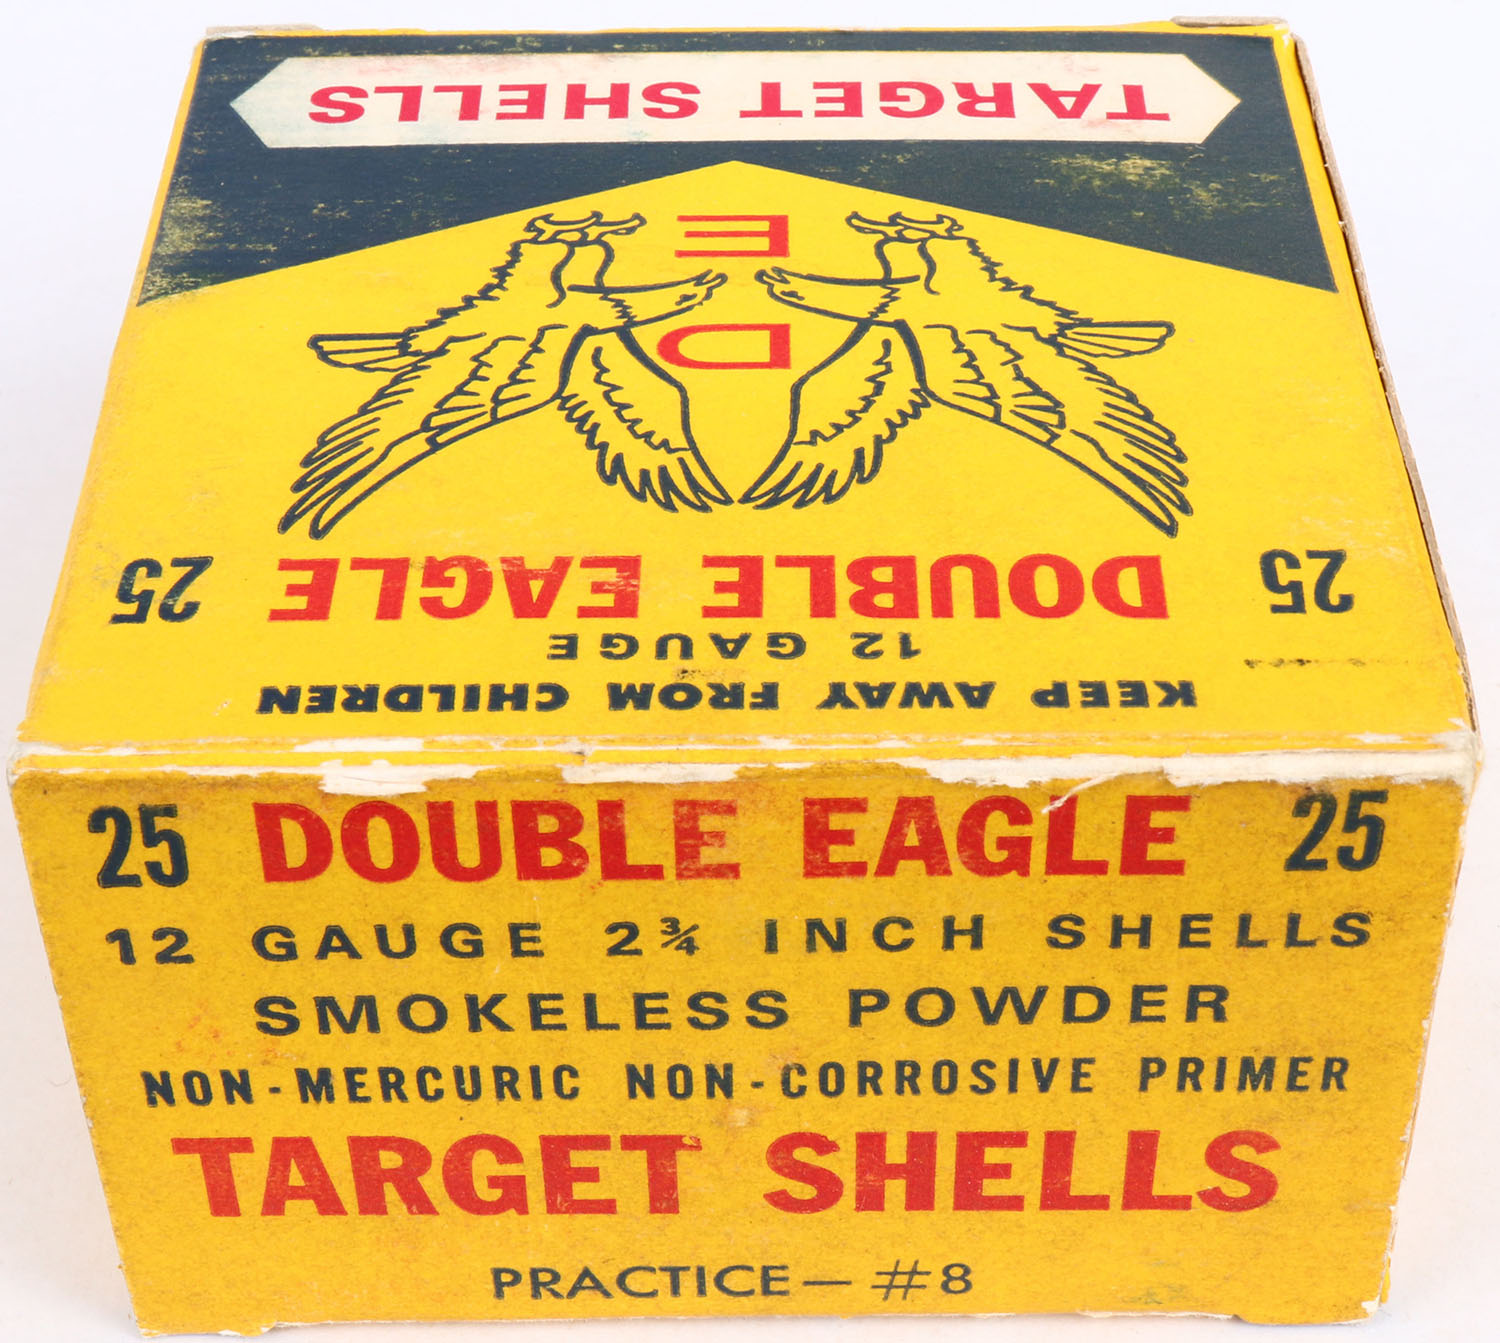 TARGET SHELLS
E
D
25 DOUBLE EAGLE 25
12 GAUGE
KEEP AWAY FROM CHILDREN
25 DOUBLE EAGLE 25
12 GAUGE 2¾ INCH SHELLS
SMOKELESS POWDER
NON-MERCURIC NON-CORROSIVE PRIMER
TARGET SHELLS
PRACTICE — #8